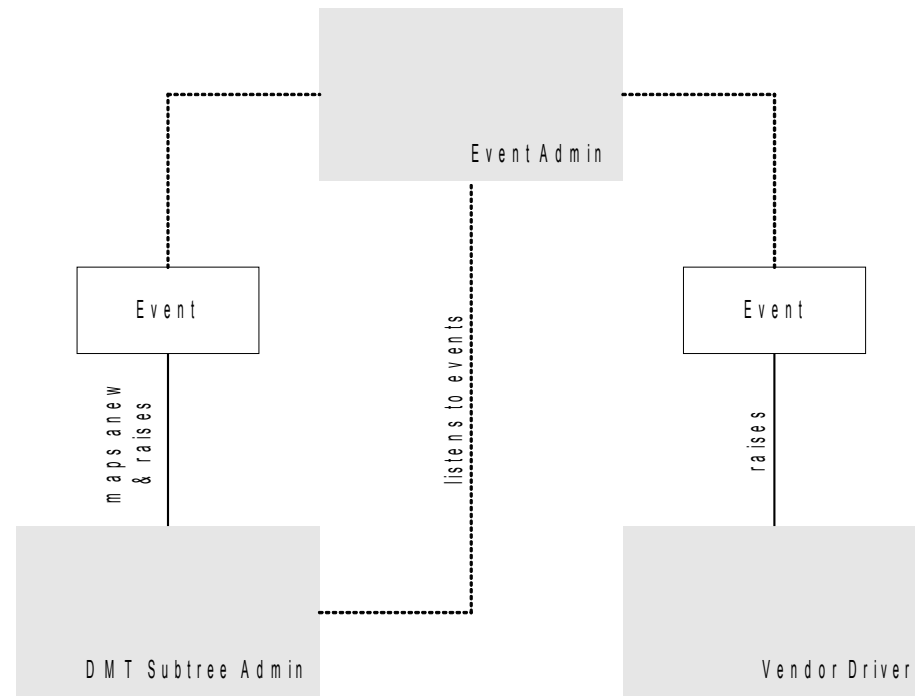 Event Admin
Event
Event
maps anew
& raises
listens to events
raises
DMT Subtree Admin
Vendor Driver